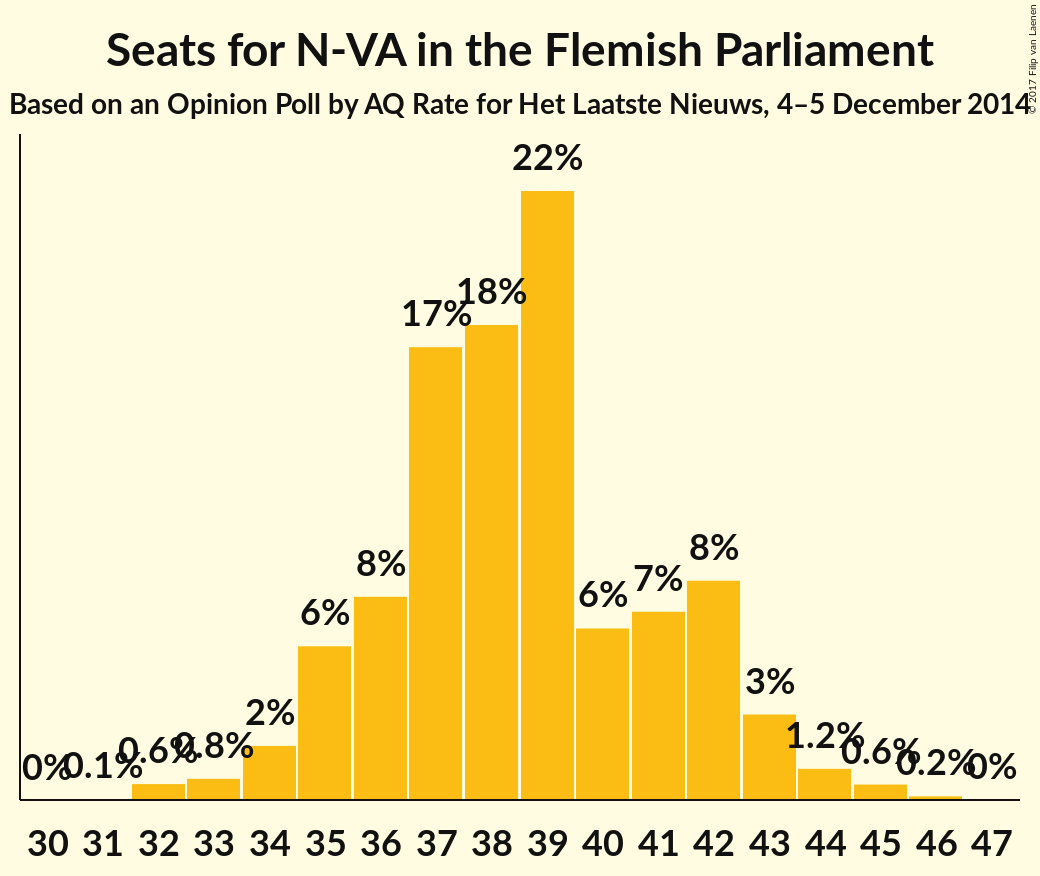 Seats for N-VA in the Flemish Parliament
Based on an Opinion Poll by AQ Rate for Het Laatste Nieuws, 4–5 December 2014
© 2017 Filip van Laenen
0% 0.1% 0.6% 0.8% 2% 6% 8% 17% 18% 22% 6% 7% 8% 3% 1.2% 0.6% 0.2% 0%
30 31 32 33 34 35 36 37 38 39 40 41 42 43 44 45 46 47